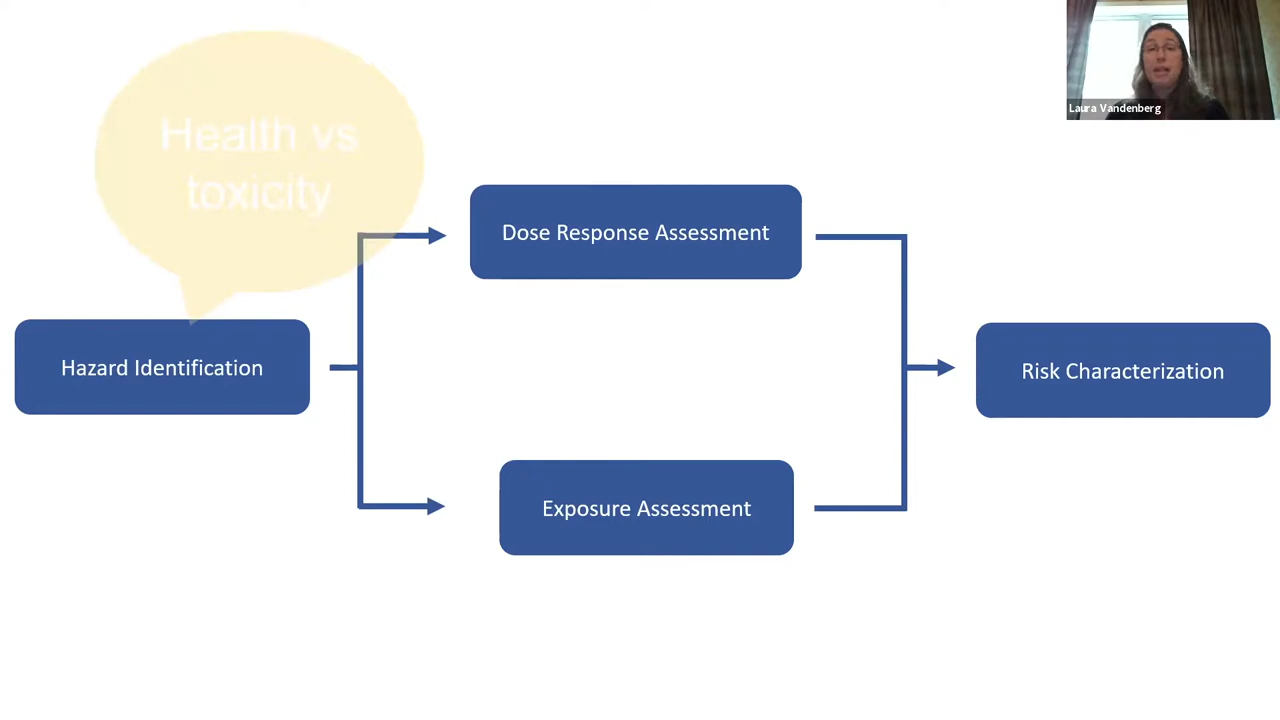 Laura Vandenberg
Health vs
toxicity
Dose Response Assessment
Hazard Identification
Risk Characterization
Exposure Assessment